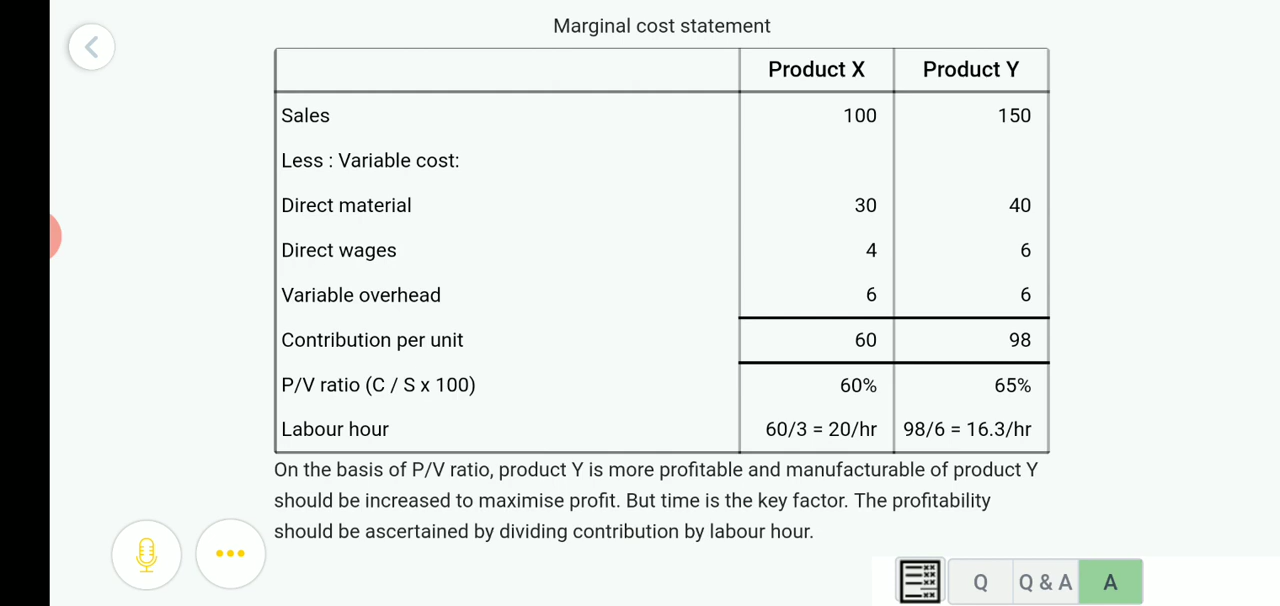 Marginal cost statement
Product X Product Y
Sales 100 150
Less : Variable cost:
Direct material 30 40
Direct wages 4 6
Variable overhead 6 6
Contribution per unit 60 98
P/V ratio (C / S x 100) 60% 65%
Labour hour 60/3 = 20/hr 98/6 = 16.3/hr
On the basis of P/V ratio, product Y is more profitable and manufacturable of product Y
should be increased to maximise profit. But time is the key factor. The profitability
should be ascertained by dividing contribution by labour hour.
Q Q & A A